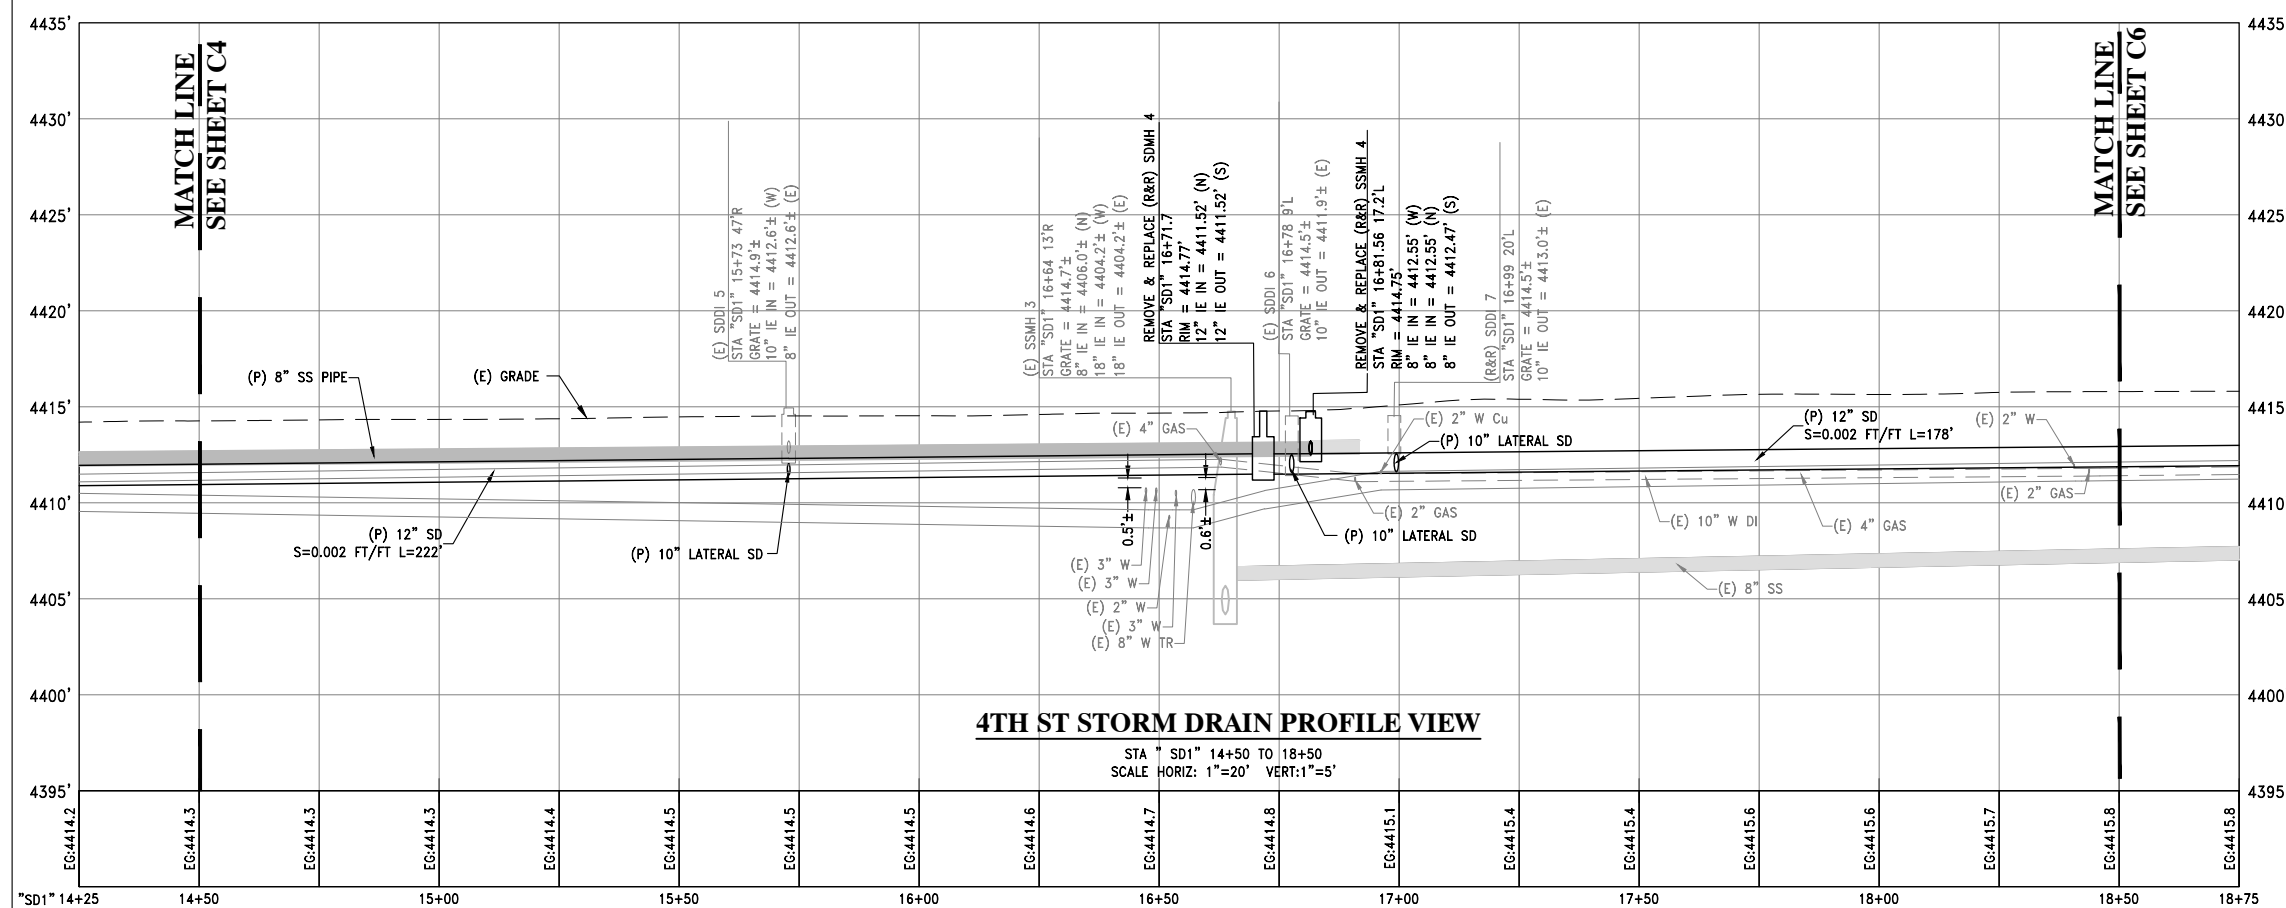 4435'
4430'
4425'
4420'
4415'
4410'
4405'
4400'
4395'
4435
4430
4425
4420
4415
4410
4405
4400
4395
MATCH LINE
SEE SHEET C4
MATCH LINE
SEE SHEET C6
(E) SDDI 5
STA "SD1" 15+73 47'R
GRATE = 4414.9'±
10" IE IN = 4412.6'± (W)
8" IE OUT = 4412.6'± (E)
(E) SSMH 3
STA "SD1" 16+64 13'R
GRATE = 4414.7'±
8" IE IN = 4406.0'± (N)
18" IE IN = 4404.2'± (W)
18" IE OUT = 4404.2'± (E)
REMOVE & REPLACE (R&R) SDMH 4
STA "SD1" 16+71.7
RIM = 4414.77'
12" IE IN = 4411.52' (N)
12" IE OUT = 4411.52' (S)
(E) SDDI 6
STA "SD1" 16+78 9'L
GRATE = 4414.5'±
10" IE OUT = 4411.9'± (E)
REMOVE & REPLACE (R&R) SSMH 4
STA "SD1" 16+81.56 17.2'L
RIM = 4414.75'
8" IE IN = 4412.55' (W)
8" IE IN = 4412.55' (N)
8" IE OUT = 4412.47' (S)
(R&R) SDDI 7
STA "SD1" 16+99 20'L
GRATE = 4414.5'±
10" IE OUT = 4413.0'± (E)
(P) 8" SS PIPE
(E) GRADE
(E) 4" GAS
(E) 2" W Cu
(P) 10" LATERAL SD
(P) 12" SD
S=0.002 FT/FT L=178'
(E) 2" W
(P) 12" SD
S=0.002 FT/FT L=222'
(P) 10" LATERAL SD
0.5'±
0.6'±
(E) 3" W
(E) 3" W
(E) 2" W
(E) 3" W
(E) 8" W TR
(E) 2" GAS
(P) 10" LATERAL SD
(E) 10" W DI
(E) 4" GAS
(E) 2" GAS
(E) 8" SS
4TH ST STORM DRAIN PROFILE VIEW
STA " SD1" 14+50 TO 18+50
SCALE HORIZ: 1"=20' VERT:1"=5'
EG:4414.2
EG:4414.3
EG:4414.3
EG:4414.3
EG:4414.4
EG:4414.5
EG:4414.5
EG:4414.5
EG:4414.6
EG:4414.7
EG:4414.8
EG:4415.1
EG:4415.4
EG:4415.4
EG:4415.6
EG:4415.6
EG:4415.7
EG:4415.8
EG:4415.8
"SD1" 14+25
14+50
15+00
15+50
16+00
16+50
17+00
17+50
18+00
18+50
18+75